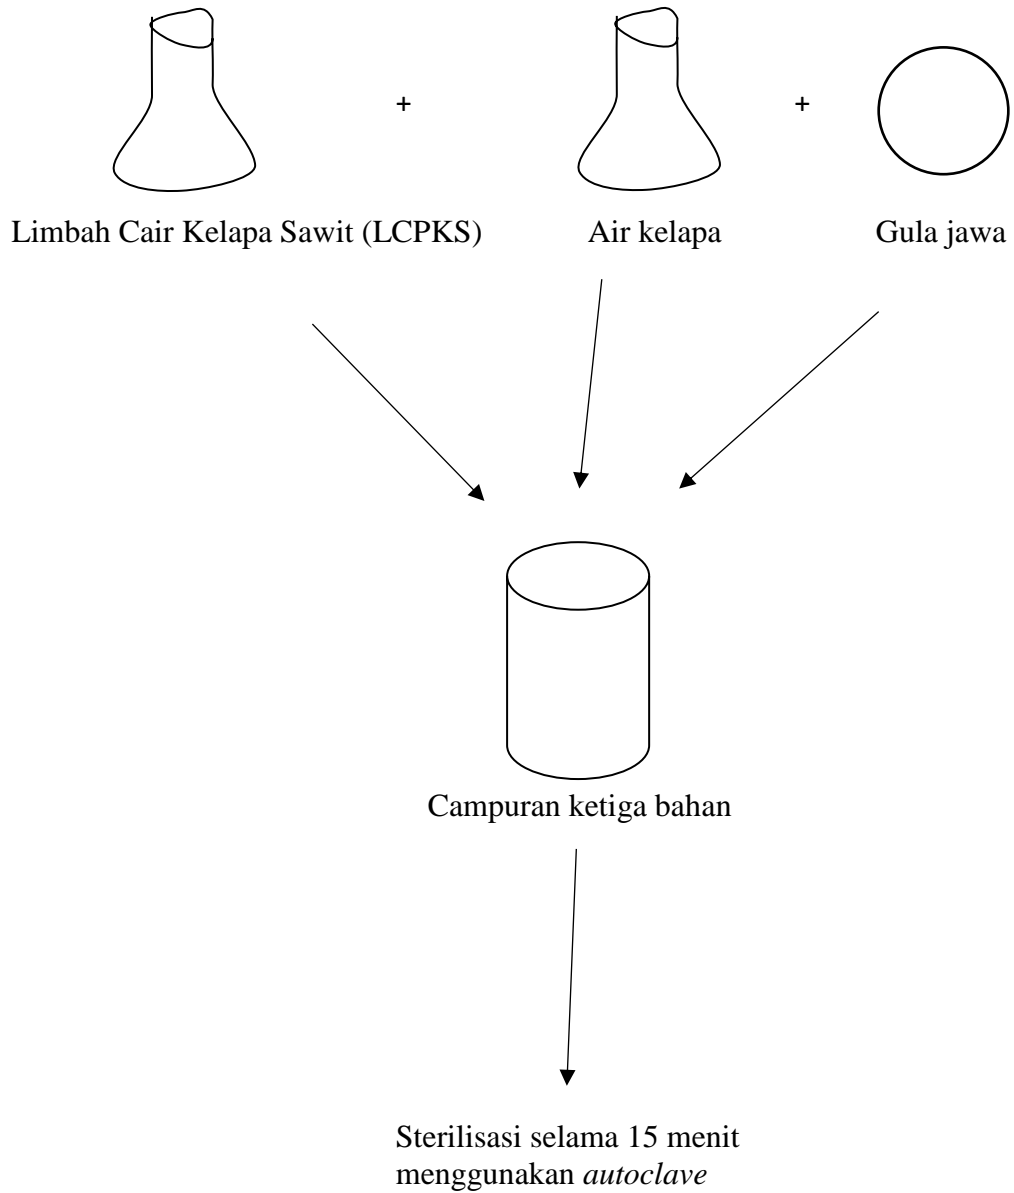 +
+
Limbah Cair Kelapa Sawit (LCPKS)
Air kelapa
Gula jawa
Campuran ketiga bahan
Sterilisasi selama 15 menit
menggunakan autoclave